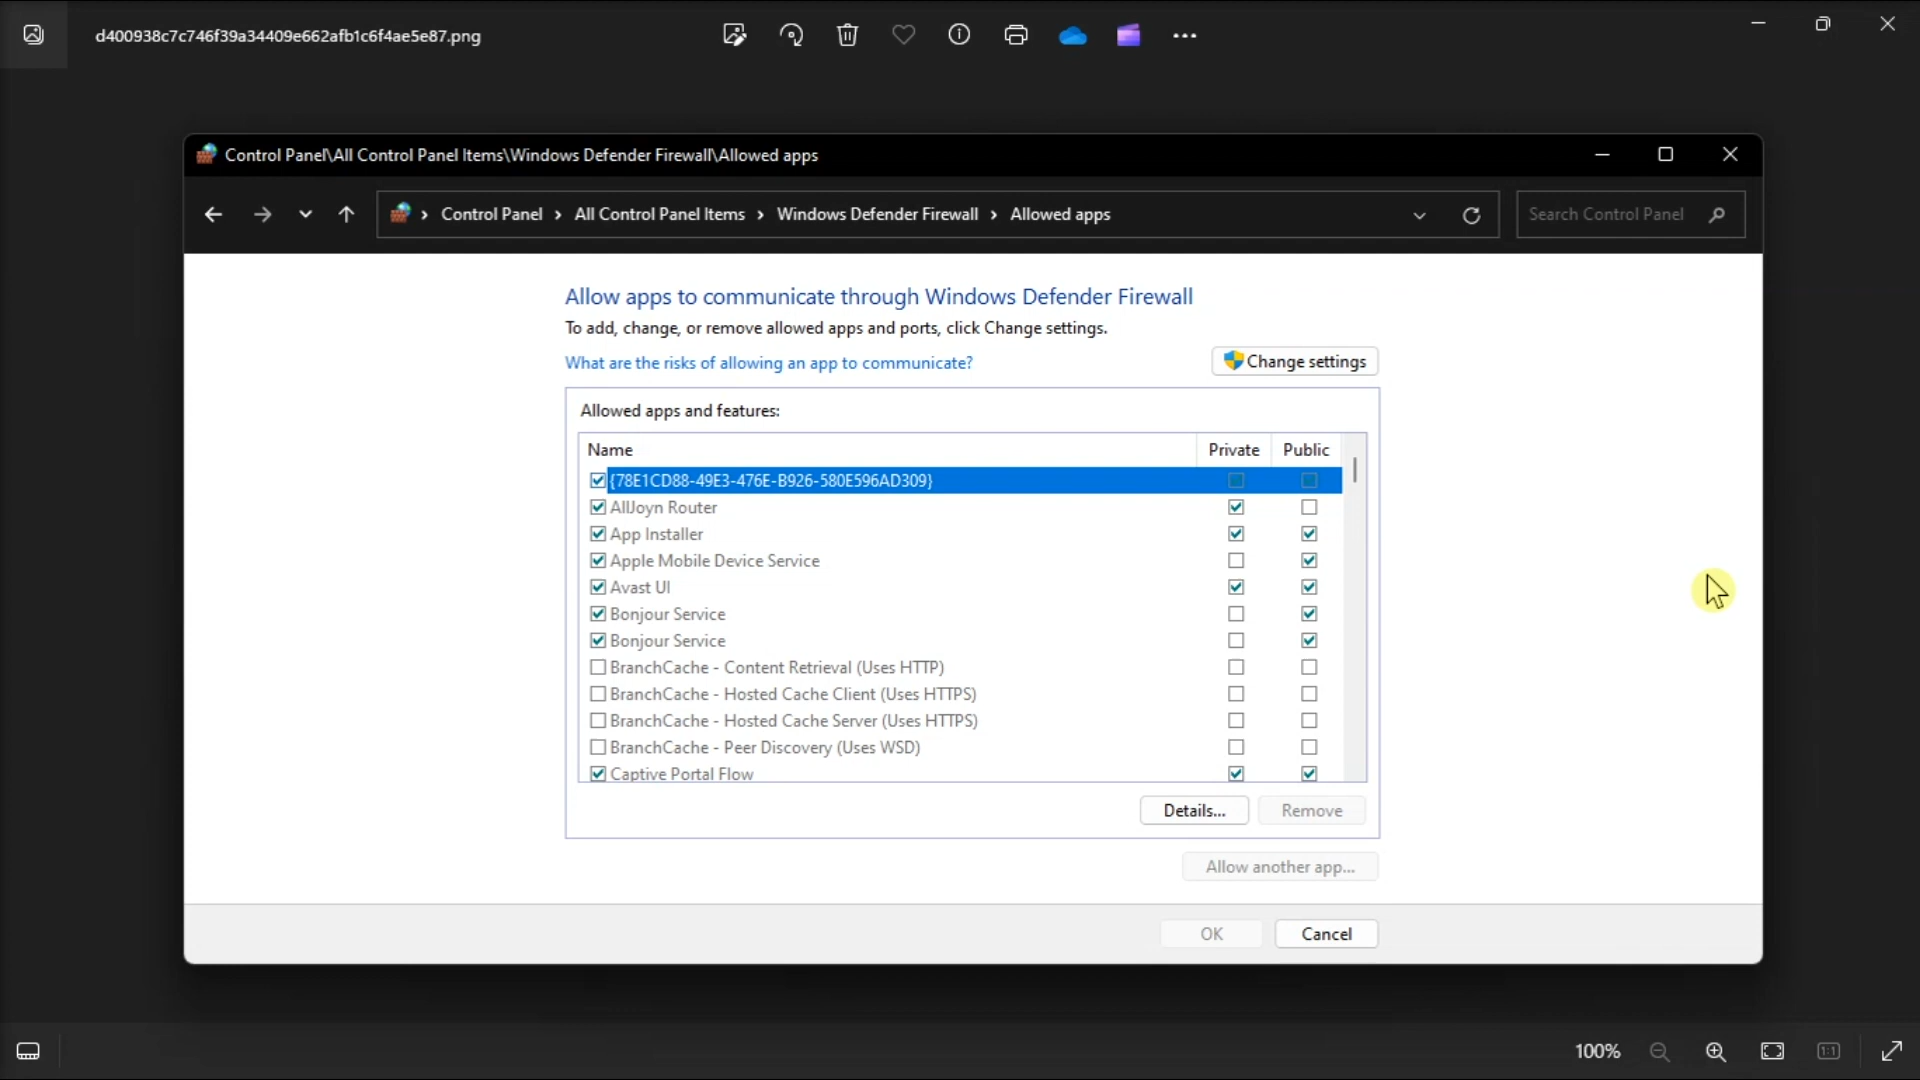 d400938c7c746f39a34409e662afb1c6f4ae5e87.png
Control Panel\All Control Panel Items\Windows Defender Firewall\Allowed apps
Control Panel > All Control Panel Items > Windows Defender Firewall > Allowed apps
Search Control Panel
Allow apps to communicate through Windows Defender Firewall
To add, change, or remove allowed apps and ports, click Change settings.
What are the risks of allowing an app to communicate?
Change settings
Allowed apps and features:
Name Private Public
{78E1CD88-49E3-476E-B926-580E596AD309}
AllJoyn Router
App Installer
Apple Mobile Device Service
Avast UI
Bonjour Service
Bonjour Service
BranchCache - Content Retrieval (Uses HTTP)
BranchCache - Hosted Cache Client (Uses HTTPS)
BranchCache - Hosted Cache Server (Uses HTTPS)
BranchCache - Peer Discovery (Uses WSD)
Captive Portal Flow
Details... Remove
Allow another app...
OK Cancel
100% 1:1